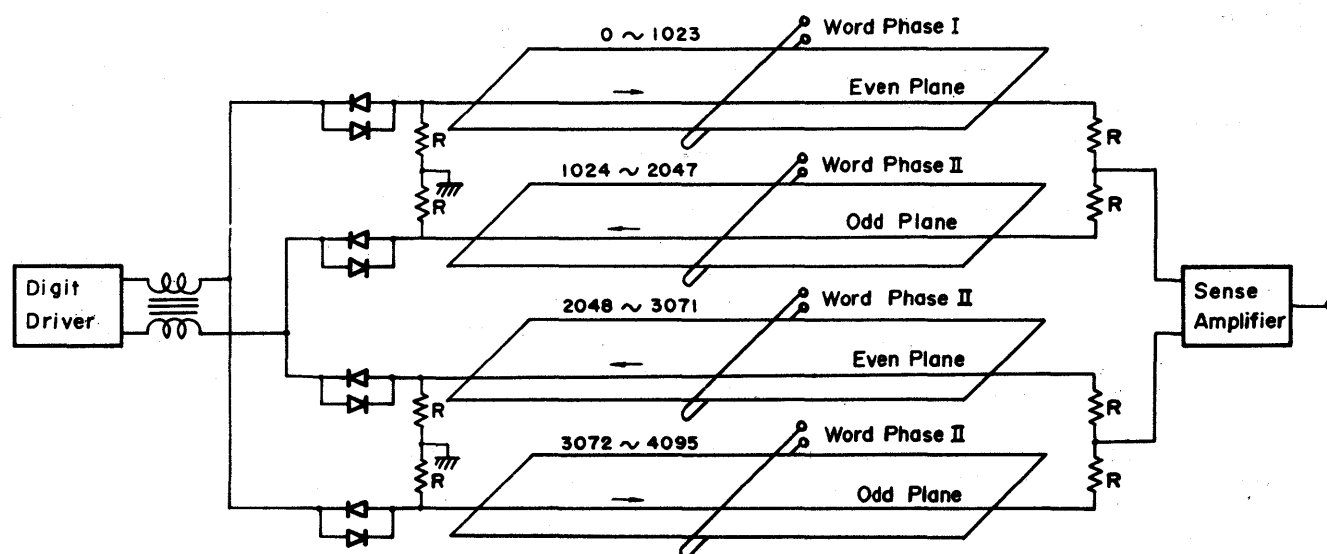 0 ~ 1023
Word Phase I
Even Plane
R
R
1024 ~ 2047
Word Phase II
R
R
Odd Plane
Digit
Driver
2048 ~ 3071
Word Phase II
Sense
Amplifier
Even Plane
R
R
3072 ~ 4095
Word Phase II
R
R
Odd Plane